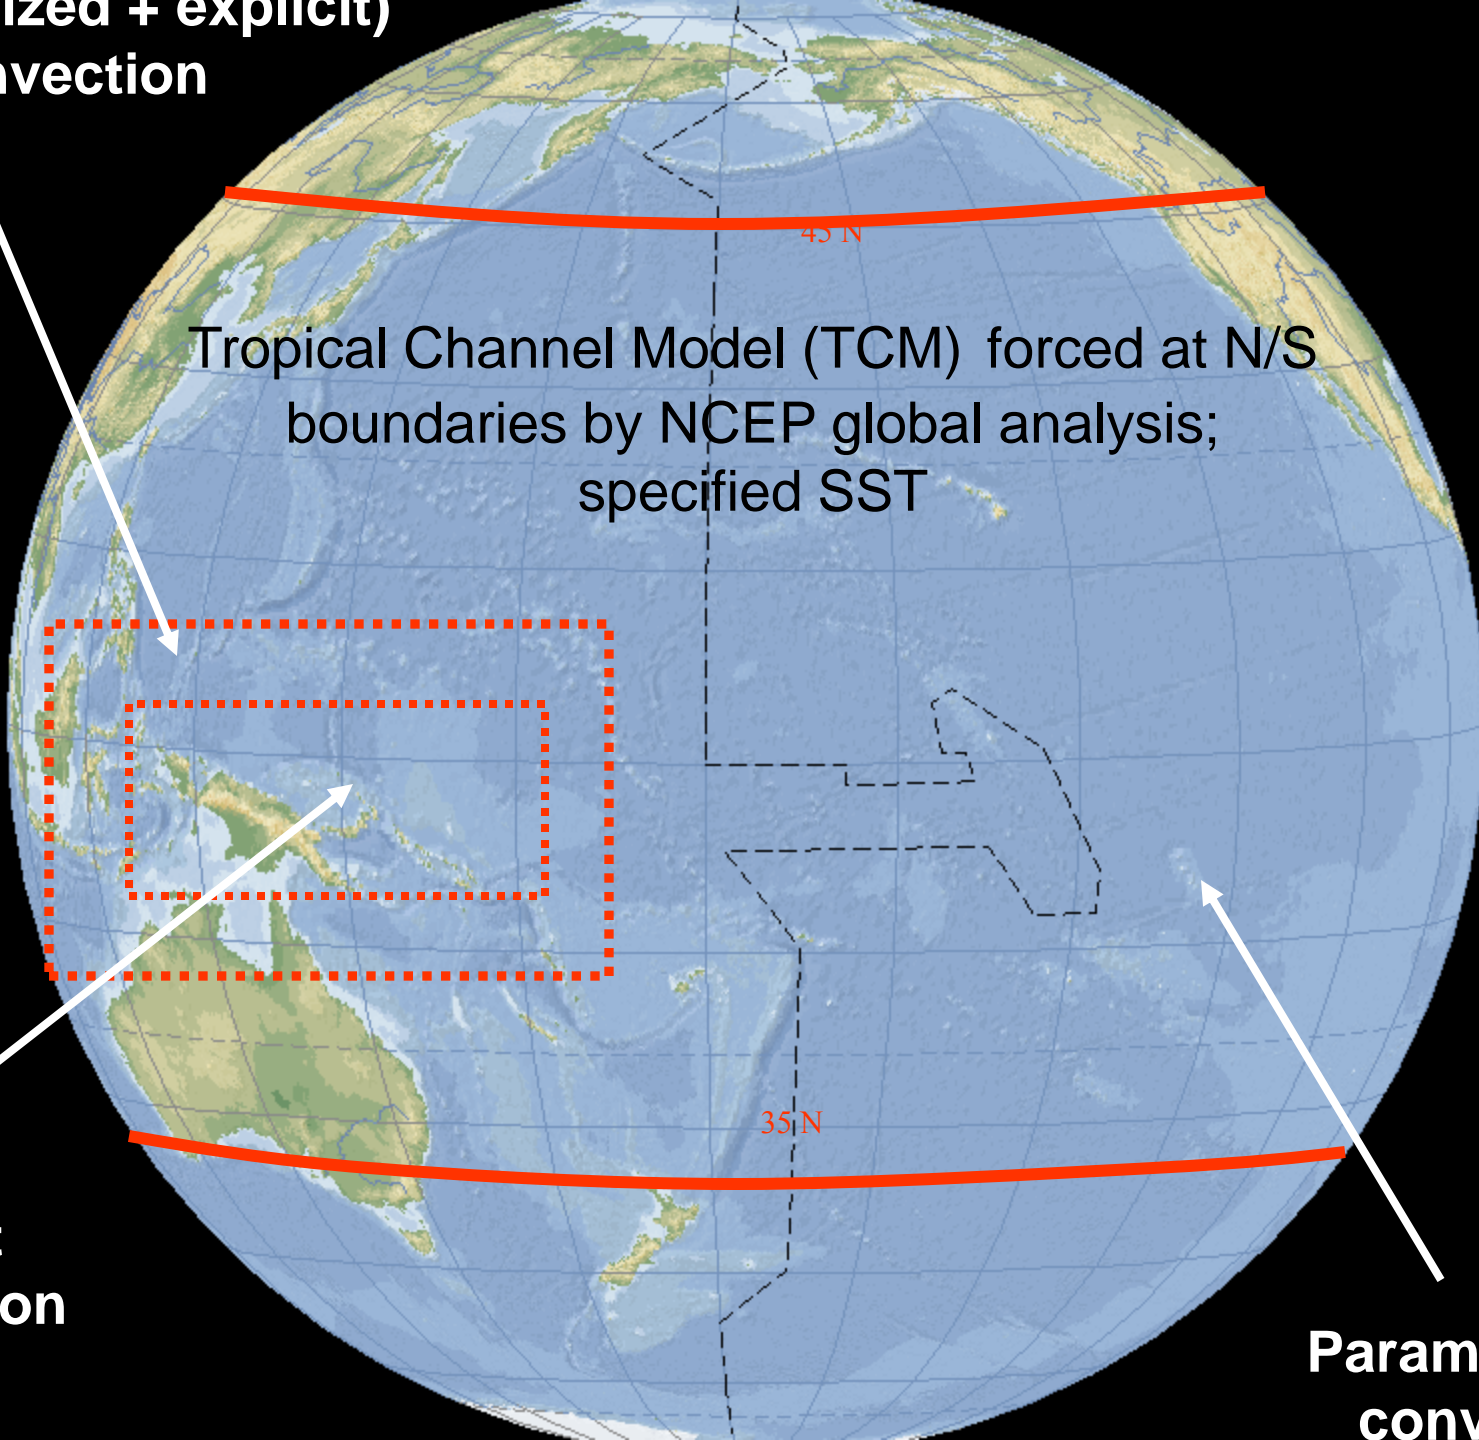 ized + explicit)
nvection
45 N
Tropical Channel Model (TCM) forced at N/S
boundaries by NCEP global analysis;
specified SST
35 N
t
on
Param
conv